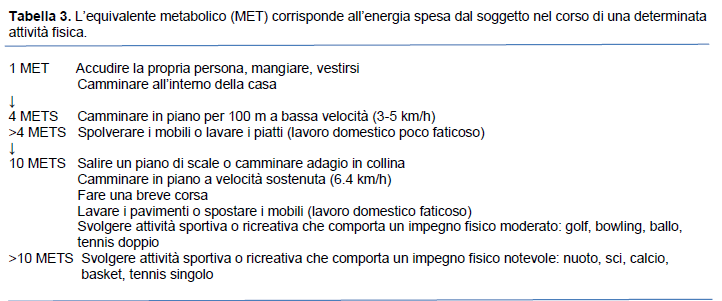 Tabella 3. L’equivalente metabolico (MET) corrisponde all’energia spesa dal soggetto nel corso di una determinata
attività fisica.
1 MET Accudire la propria persona, mangiare, vestirsi
Camminare all’interno della casa
↓
4 METS Camminare in piano per 100 m a bassa velocità (3-5 km/h)
>4 METS Spolverare i mobili o lavare i piatti (lavoro domestico poco faticoso)
↓
10 METS Salire un piano di scale o camminare adagio in collina
Camminare in piano a velocità sostenuta (6.4 km/h)
Fare una breve corsa
Lavare i pavimenti o spostare i mobili (lavoro domestico faticoso)
Svolgere attività sportiva o ricreativa che comporta un impegno fisico moderato: golf, bowling, ballo,
tennis doppio
>10 METS Svolgere attività sportiva o ricreativa che comporta un impegno fisico notevole: nuoto, sci, calcio,
basket, tennis singolo